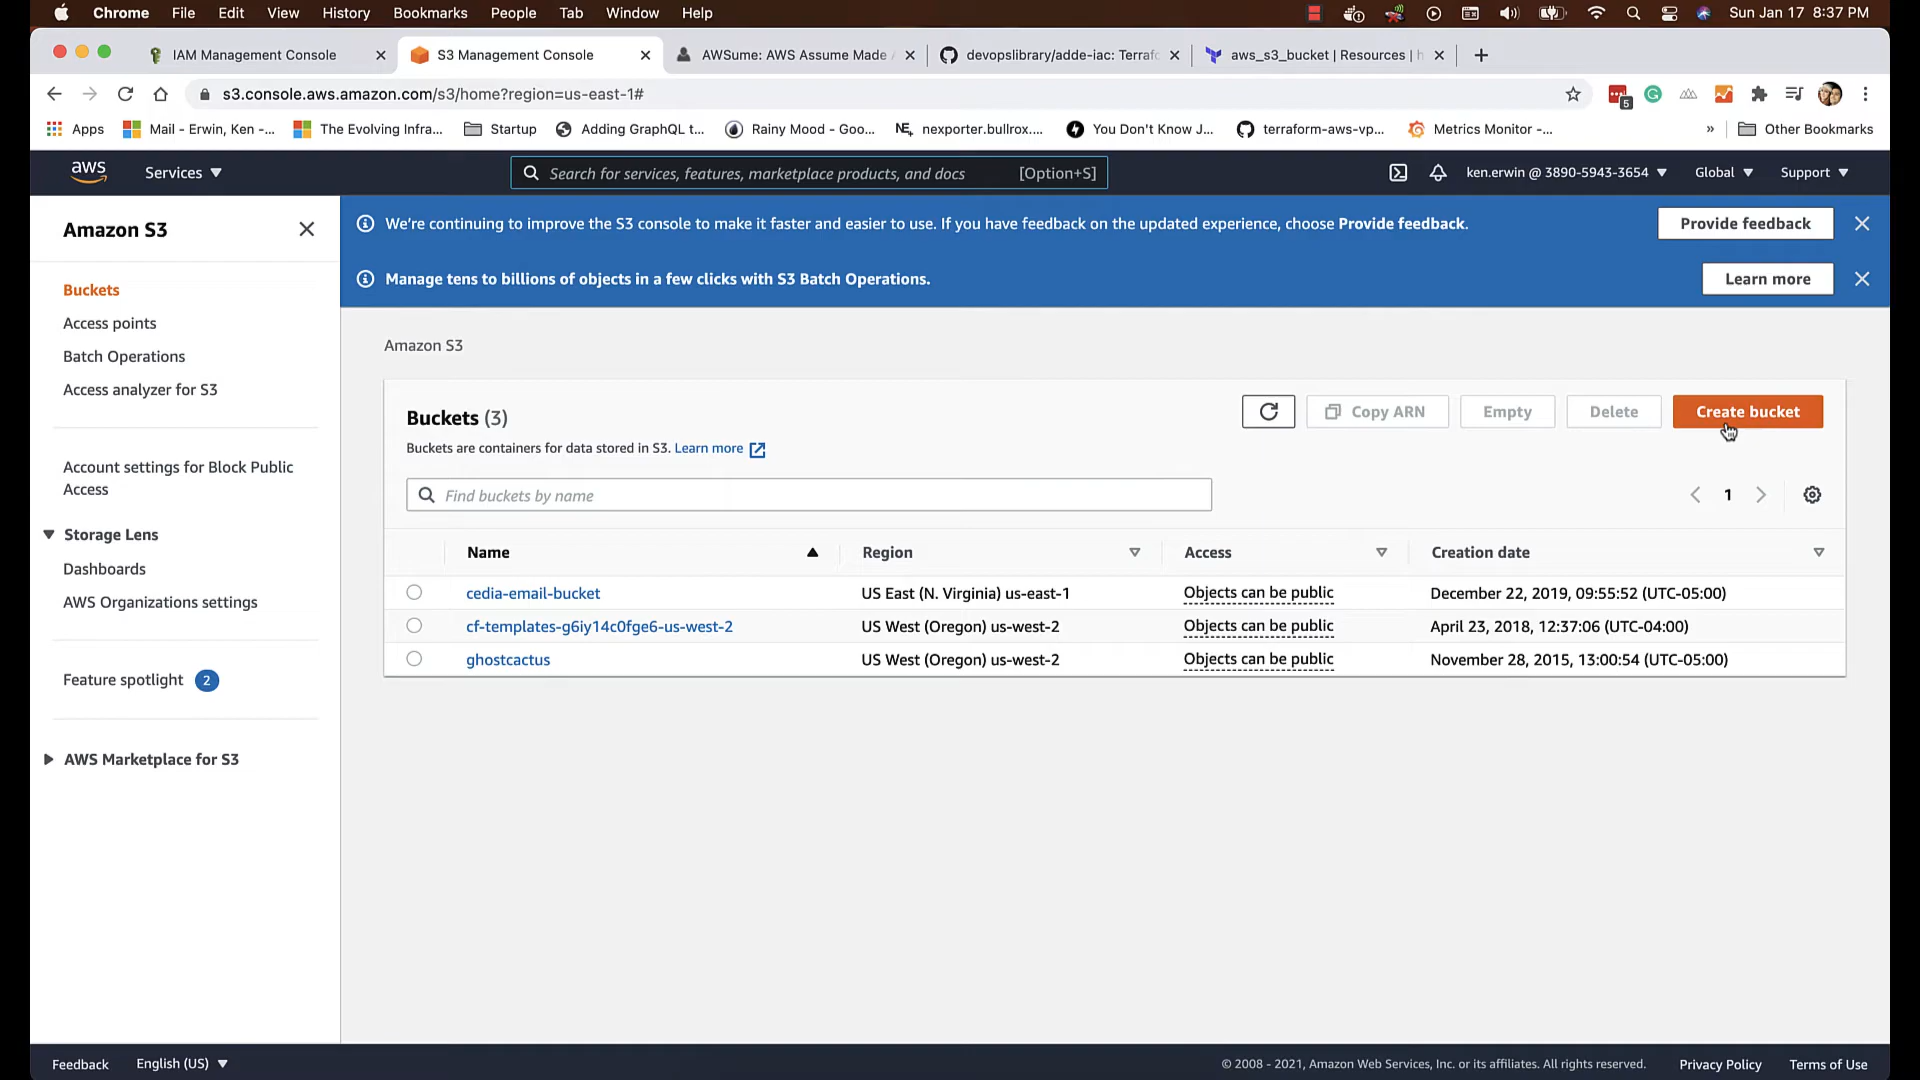 Chrome File Edit View History Bookmarks People Tab Window Help Sun Jan 17 8:37 PM
IAM Management Console S3 Management Console AWSume: AWS Assume Made devopslibrary/adde-iac: Terrafo aws_s3_bucket | Resources | h
s3.console.aws.amazon.com/s3/home?region=us-east-1# 5
Apps Mail - Erwin, Ken -... The Evolving Infra... Startup Adding GraphQL t... Rainy Mood - Goo... NE. nexporter.bullrox.... You Don't Know J... terraform-aws-vp... Metrics Monitor -... » Other Bookmarks
aws Services Search for services, features, marketplace products, and docs [Option+S] ken.erwin @ 3890-5943-3654 Global Support
Amazon S3
Buckets
Access points
Batch Operations
Access analyzer for S3
Account settings for Block Public
Access
Storage Lens
Dashboards
AWS Organizations settings
Feature spotlight 2
AWS Marketplace for S3
We're continuing to improve the S3 console to make it faster and easier to use. If you have feedback on the updated experience, choose Provide feedback. Provide feedback
Manage tens to billions of objects in a few clicks with S3 Batch Operations. Learn more
Amazon S3
Buckets (3) Copy ARN Empty Delete Create bucket
Buckets are containers for data stored in S3. Learn more
Find buckets by name 1
Name Region Access Creation date
cedia-email-bucket US East (N. Virginia) us-east-1 Objects can be public December 22, 2019, 09:55:52 (UTC-05:00)
cf-templates-g6iy14c0fge6-us-west-2 US West (Oregon) us-west-2 Objects can be public April 23, 2018, 12:37:06 (UTC-04:00)
ghostcactus US West (Oregon) us-west-2 Objects can be public November 28, 2015, 13:00:54 (UTC-05:00)
Feedback English (US) © 2008 - 2021, Amazon Web Services, Inc. or its affiliates. All rights reserved. Privacy Policy Terms of Use